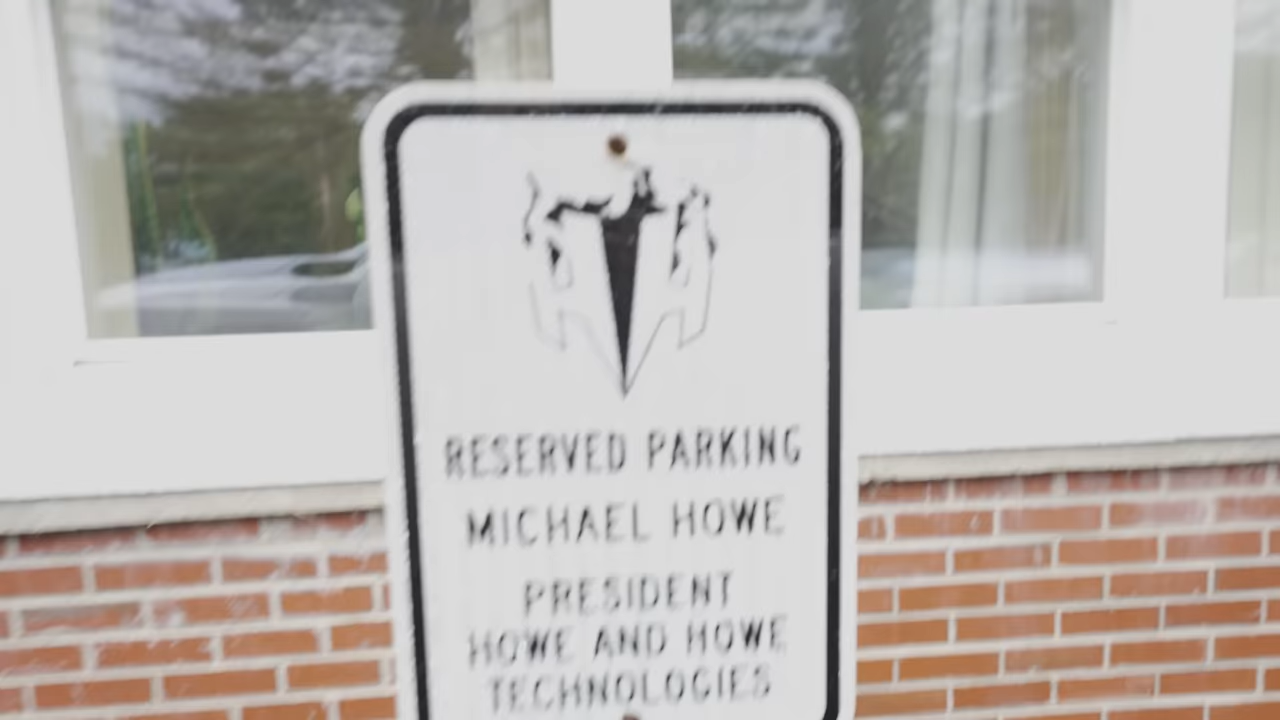 RESERVED PARKING
MICHAEL HOWE
PRESIDENT
HOWE AND HOWE
TECHNOLOGIES